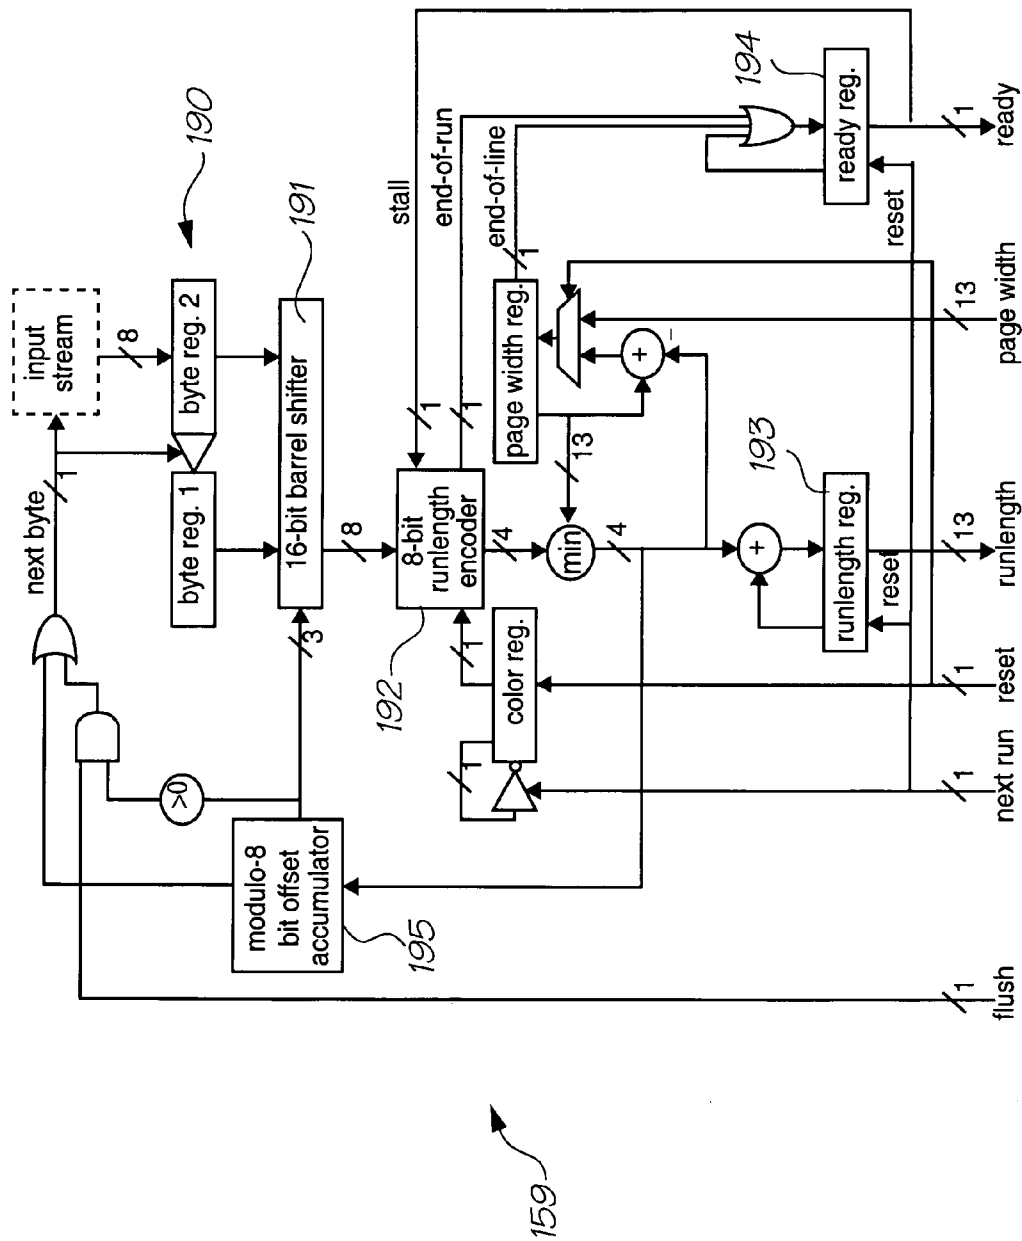 input
stream
8
next byte
1
190
byte reg. 1
byte reg. 2
191
16-bit barrel shifter
3
8
>0
modulo-8
bit offset
accumulator
195
stall
1
end-of-run
1
end-of-line
1
8-bit
runlength
encoder
192
1
color reg.
1
4
min
4
13
page width reg.
+
–
+
runlength reg.
193
reset
194
ready reg.
reset
1
flush
1
next run
1
reset
13
runlength
13
page width
1
ready
159